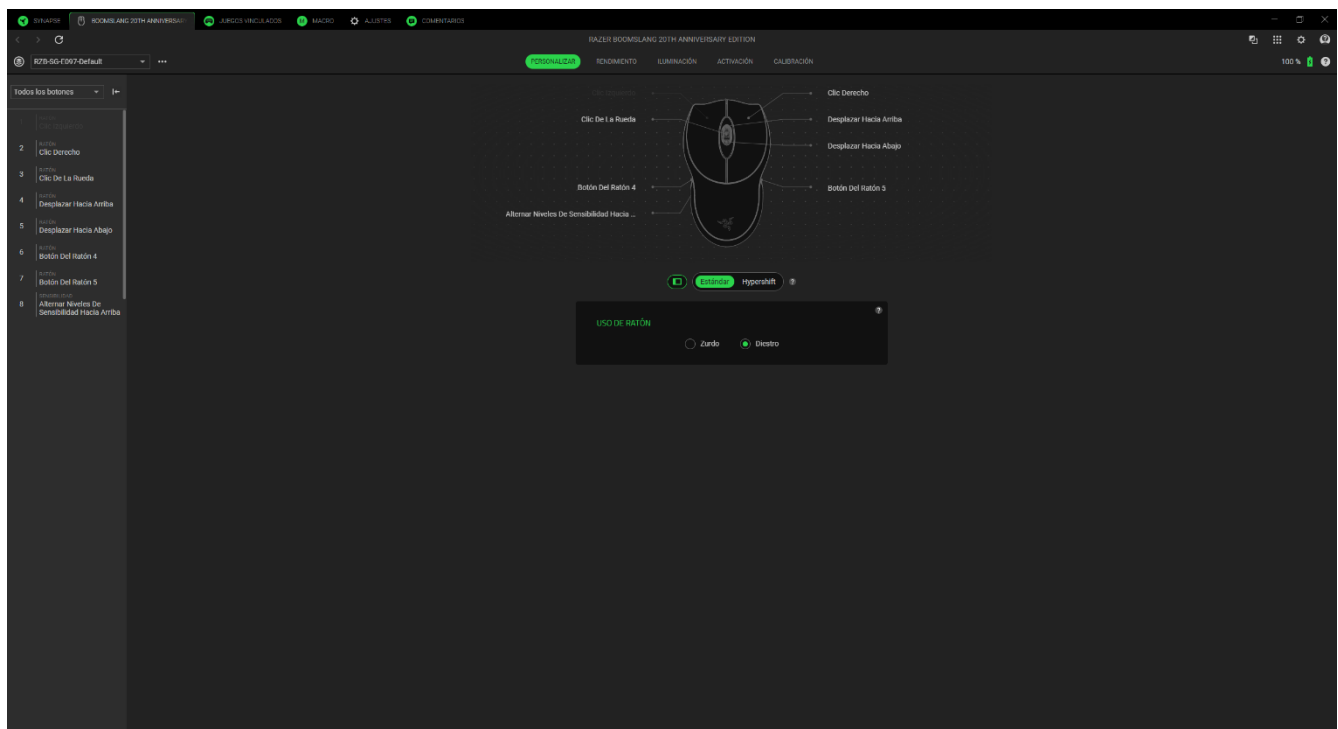 SYNAPSE
BOOMSLANG 20TH ANNIVERSARY
JUEGOS VINCULADOS
MACRO
AJUSTES
COMENTARIOS
RAZER BOOMSLANG 20TH ANNIVERSARY EDITION
RZB-SG-E097-Default
PERSONALIZAR
RENDIMIENTO
ILUMINACIÓN
ACTIVACIÓN
CALIBRACIÓN
100 %
Todos los botones
2
RATÓN
Clic Derecho
3
RATÓN
Clic De La Rueda
4
RATÓN
Desplazar Hacia Arriba
5
RATÓN
Desplazar Hacia Abajo
6
RATÓN
Botón Del Ratón 4
7
RATÓN
Botón Del Ratón 5
8
SENSIBILIDAD
Alternar Niveles De
Sensibilidad Hacia Arriba
Clic De La Rueda
Botón Del Ratón 4
Alternar Niveles De Sensibilidad Hacia ...
Clic Derecho
Desplazar Hacia Arriba
Desplazar Hacia Abajo
Botón Del Ratón 5
Estándar
Hypershift
USO DE RATÓN
Zurdo
Diestro